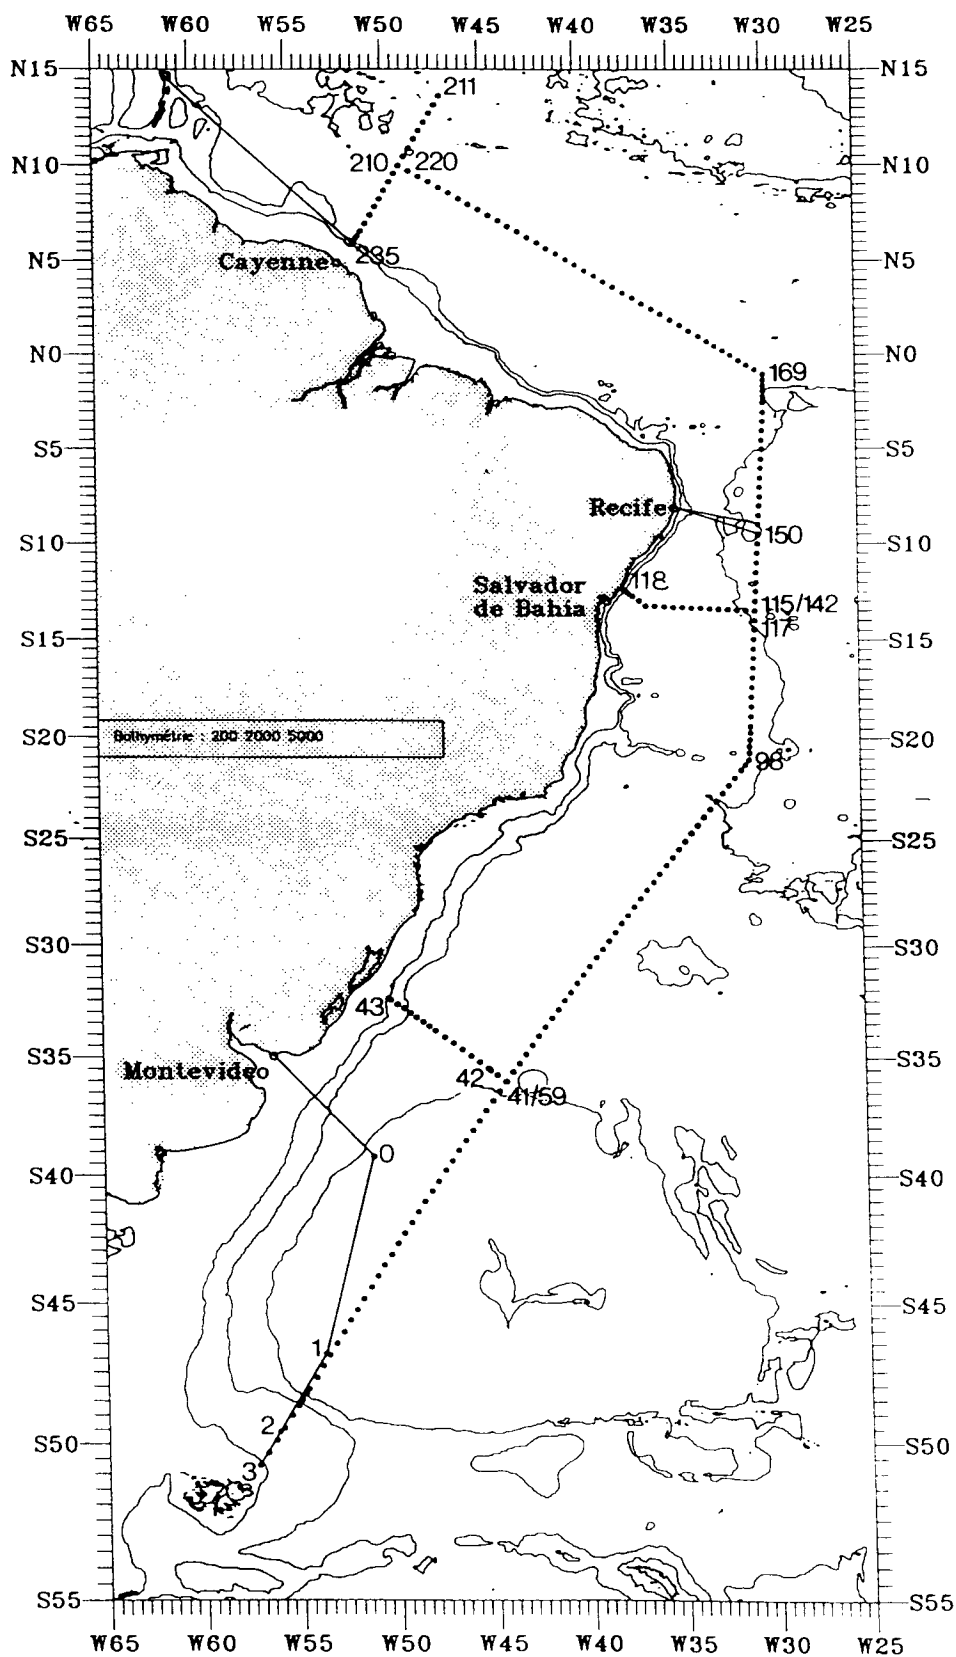 W65 W60 W55 W50 W45 W40 W35 W30 W25
N15 N15
211
N10 210 220 N10
235
N5 Cayenne N5
N0 N0
169
S5 S5
Recife
S10 150 S10
118
Salvador
de Bahia
115/142
117
S15 S15
Bathymétrie : 200 2000 5000
S20 S20
98
S25 S25
S30 S30
43
S35 S35
Montevideo 42
41/59
0
S40 S40
S45 S45
1
2
S50 S50
3
S55 S55
W65 W60 W55 W50 W45 W40 W35 W30 W25